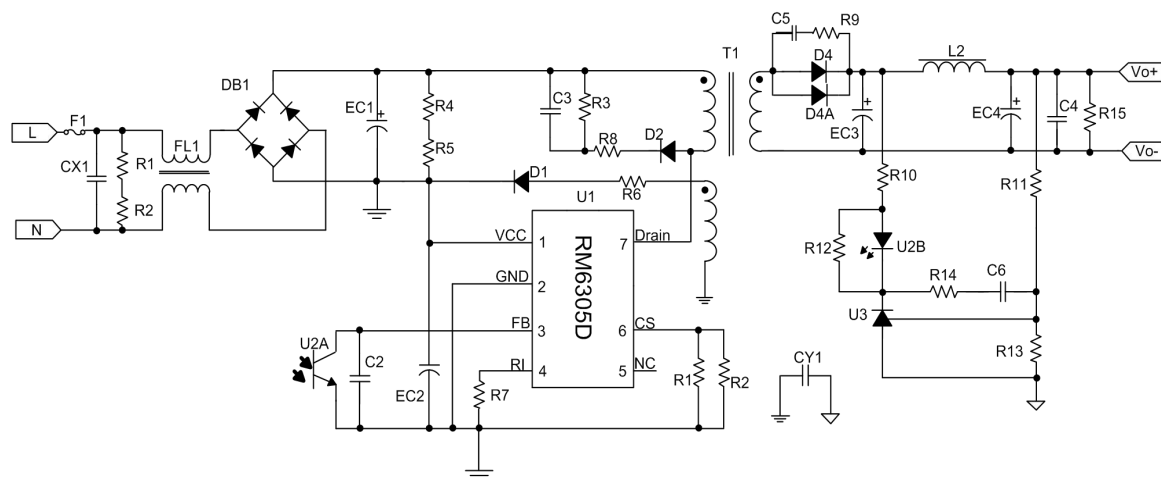 C5
R9
T1
D4
L2
Vo+
DB1
D4A
EC1
+
R4
C3
R3
+
EC3
+
EC4
C4
R15
L
F1
FL1
R5
R8
D2
Vo-
CX1
R1
D1
R10
R11
R2
R6
U1
N
VCC
1
7
Drain
R12
U2B
GND
2
RM6305D
R14
C6
U3
FB
3
6
CS
U2A
R13
C2
RI
4
5
NC
CY1
EC2
R7
R1
R2